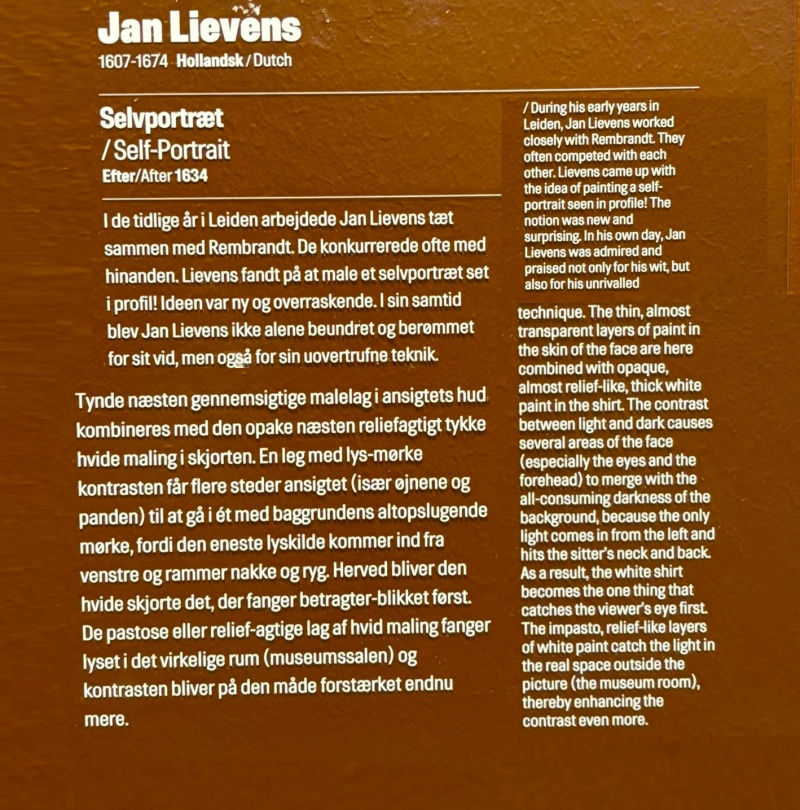 Jan Lievens
1607-1674 Hollandsk / Dutch
Selvportræt
/ Self-Portrait
Efter/After 1634
I de tidlige år i Leiden arbejdede Jan Lievens tæt
sammen med Rembrandt. De konkurrerede ofte med
hinanden. Lievens fandt på at male et selvportræt set
i profil! Ideen var ny og overraskende. I sin samtid
blev Jan Lievens ikke alene beundret og berømmet
for sit vid, men også for sin uovertrufne teknik.
Tynde næsten gennemsigtige malelag i ansigtets hud
kombineres med den opake næsten reliefagtigt tykke
hvide maling i skjorten. En leg med lys-mørke
kontrasten får flere steder ansigtet (især øjnene og
panden) til at gå i ét med baggrundens altopslugende
mørke, fordi den eneste lyskilde kommer ind fra
venstre og rammer nakke og ryg. Herved bliver den
hvide skjorte det, der fanger betragter-blikket først.
De pastose eller relief-agtige lag af hvid maling fanger
lyset i det virkelige rum (museumssalen) og
kontrasten bliver på den måde forstærket endnu
mere.
/ During his early years in
Leiden, Jan Lievens worked
closely with Rembrandt. They
often competed with each
other. Lievens came up with
the idea of painting a self-
portrait seen in profile! The
notion was new and
surprising. In his own day, Jan
Lievens was admired and
praised not only for his wit, but
also for his unrivalled
technique. The thin, almost
transparent layers of paint in
the skin of the face are here
combined with opaque,
almost relief-like, thick white
paint in the shirt. The contrast
between light and dark causes
several areas of the face
(especially the eyes and the
forehead) to merge with the
all-consuming darkness of the
background, because the only
light comes in from the left and
hits the sitter's neck and back.
As a result, the white shirt
becomes the one thing that
catches the viewer's eye first.
The impasto, relief-like layers
of white paint catch the light in
the real space outside the
picture (the museum room),
thereby enhancing the
contrast even more.